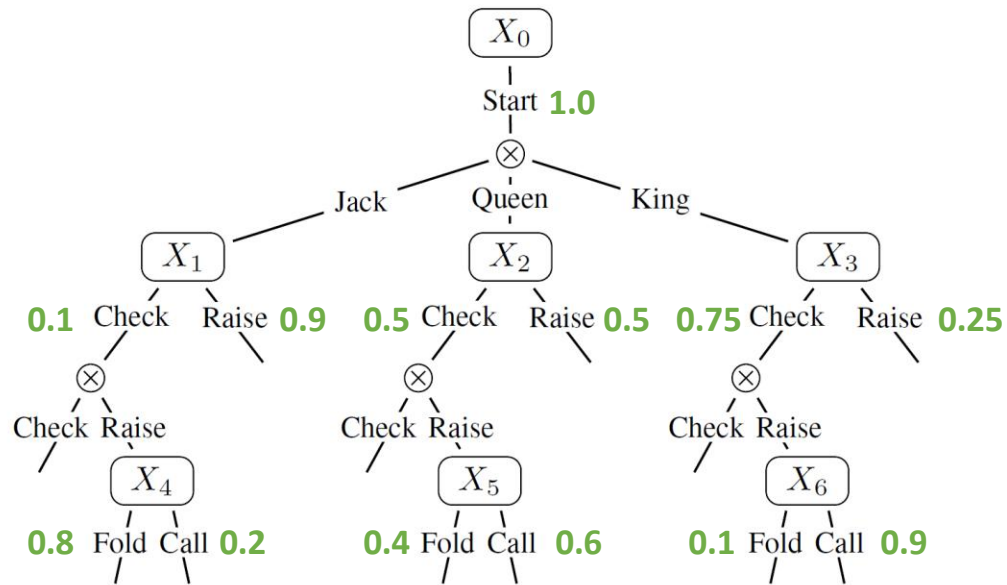 X₀
Start 1.0
Jack Queen King
X₁ X₂ X₃
0.1 Check Raise 0.9 0.5 Check Raise 0.5 0.75 Check Raise 0.25
Check Raise Check Raise Check Raise
X₄ X₅ X₆
0.8 Fold Call 0.2 0.4 Fold Call 0.6 0.1 Fold Call 0.9